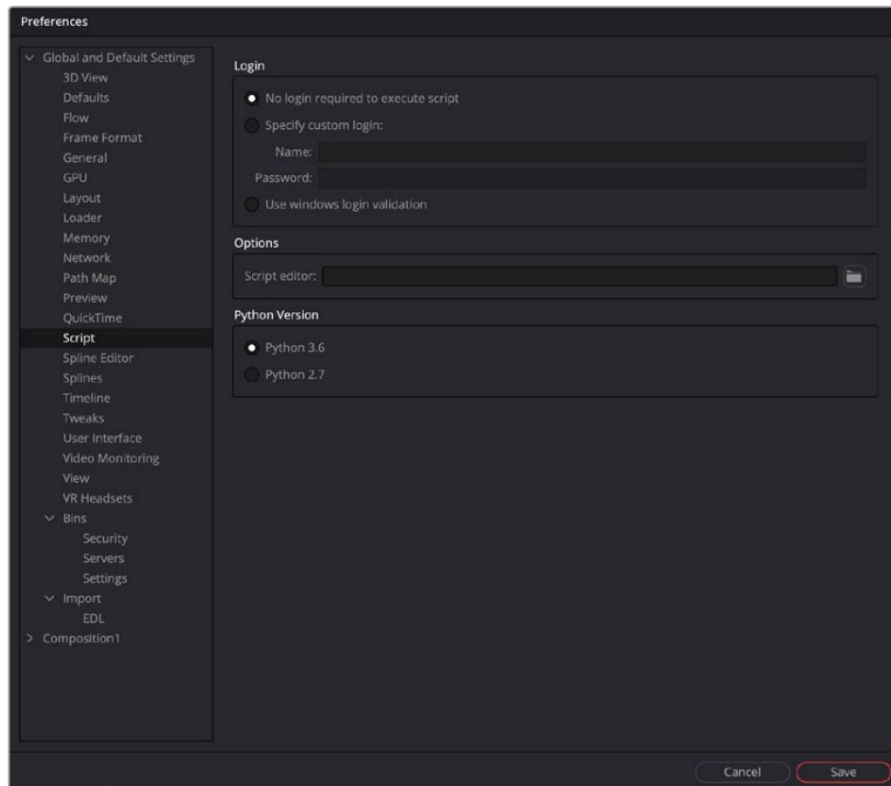 Preferences
Global and Default Settings
3D View
Defaults
Flow
Frame Format
General
GPU
Layout
Loader
Memory
Network
Path Map
Preview
QuickTime
Script
Spline Editor
Splines
Timeline
Tweaks
User Interface
Video Monitoring
View
VR Headsets
Bins
Security
Servers
Settings
Import
EDL
Composition1
Login
No login required to execute script
Specify custom login:
Name:
Password:
Use windows login validation
Options
Script editor:
Python Version
Python 3.6
Python 2.7
Cancel
Save